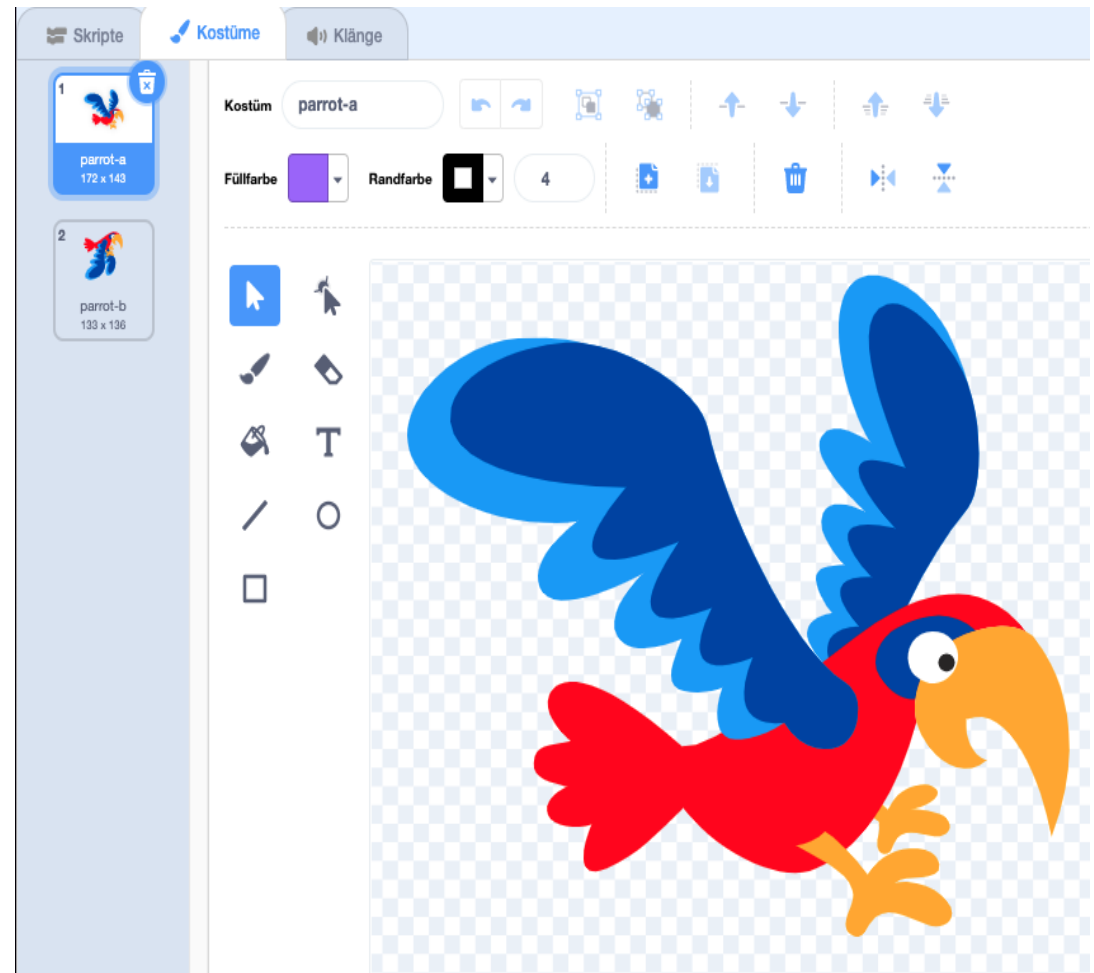 Skripte
Kostüme
Klänge
1
parrot-a
172 x 143
2
parrot-b
133 x 136
Kostüm parrot-a
Füllfarbe Randfarbe 4
T